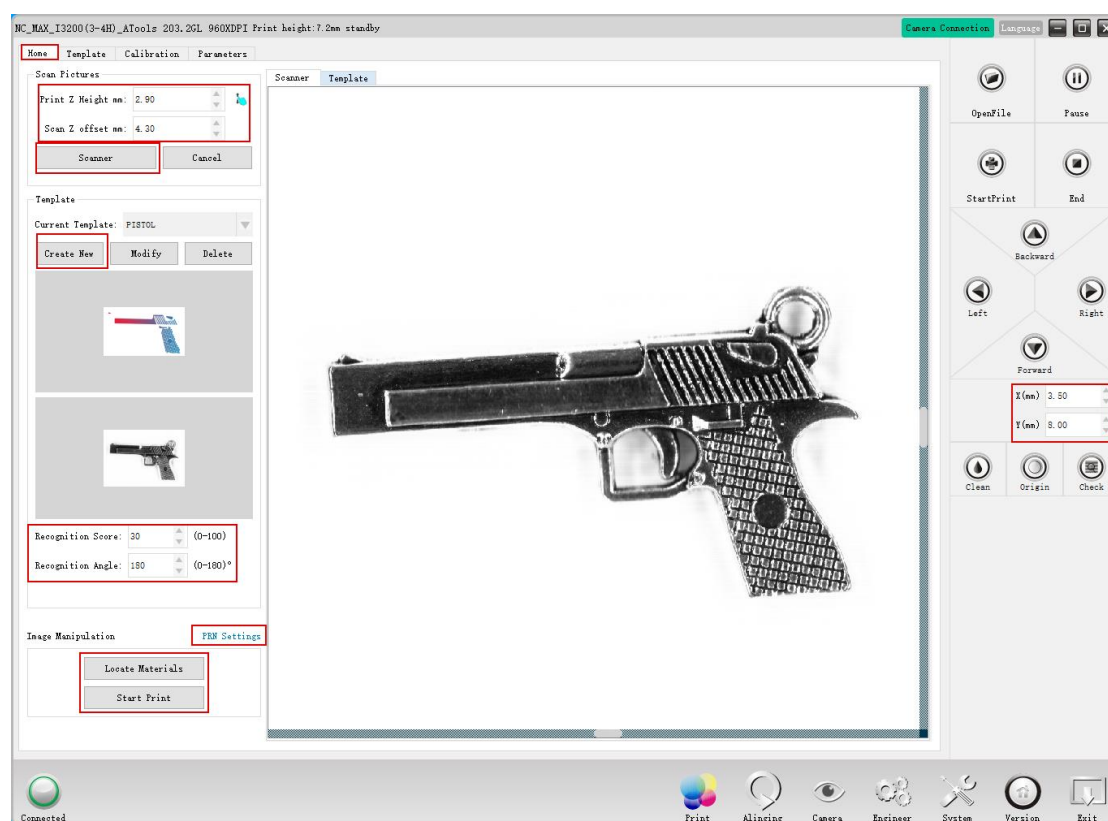 NC_MAX_I3200(3-4H)_ATools 203.2GL 960XDPI Print height:7.2mm standby
Camera Connection Language
Home Template Calibration Parameters
Scan Pictures
Print Z Height mm: 2.90
Scan Z offset mm: 4.30
Scanner Cancel
Template
Current Template: PISTOL
Create New Modify Delete
Recognition Score: 30 (0-100)
Recognition Angle: 180 (0-180)°
Image Manipulation PRN Settings
Locate Materials
Start Print
Scanner Template
OpenFile Pause
StartPrint End
Backward
Left Right
Forward
X(mm) 3.50
Y(mm) 8.00
Clean Origin Check
Connected
Print Alinging Camera Engineer System Version Exit